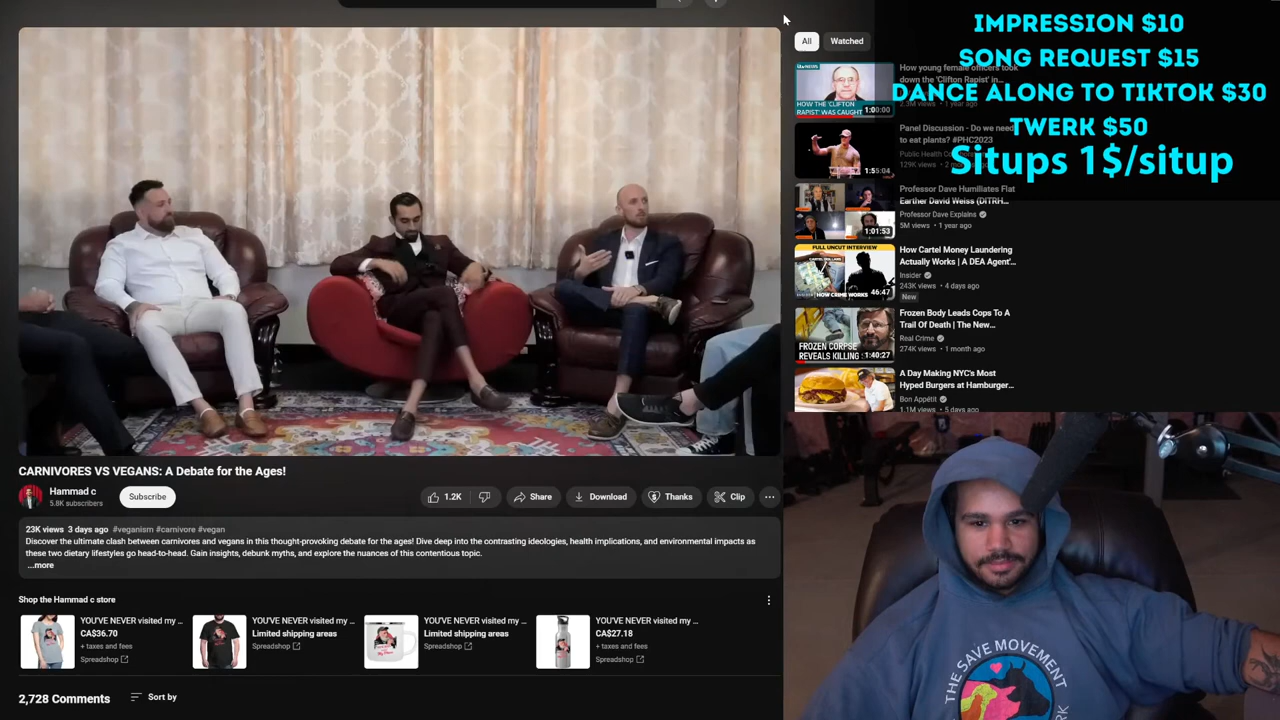 IMPRESSION $10
SONG REQUEST $15
DANCE ALONG TO TIKTOK $30
TWERK $50
Situps 1$/situp
All
Watched
How young female officers took
down the 'Clifton Rapist' in...
2.3M views • 1 year ago
itv NEWS
HOW THE 'CLIFTON
RAPIST' WAS CAUGHT
1:00:00
Panel Discussion - Do we need
to eat plants? #PHC2023
Public Health Co
129K views • 2
1:55:04
Professor Dave Humiliates Flat
Earther David Weiss (DITRH...
Professor Dave Explains
5M views • 1 year ago
1:01:53
FULL UNCUT INTERVIEW
HOW CRIME WORKS
46:47
How Cartel Money Laundering
Actually Works | A DEA Agent'...
Insider
243K views • 4 days ago
New
FROZEN CORPSE
REVEALS KILLING
1:40:27
Frozen Body Leads Cops To A
Trail Of Death | The New...
Real Crime
274K views • 1 month ago
A Day Making NYC's Most
Hyped Burgers at Hamburger...
Bon Appétit
1.1M views • 5 days ago
CARNIVORES VS VEGANS: A Debate for the Ages!
Hammad c
5.8K subscribers
Subscribe
1.2K
Share
Download
Thanks
Clip
23K views 3 days ago #veganism #carnivore #vegan
Discover the ultimate clash between carnivores and vegans in this thought-provoking debate for the ages! Dive deep into the contrasting ideologies, health implications, and environmental impacts as
these two dietary lifestyles go head-to-head. Gain insights, debunk myths, and explore the nuances of this contentious topic.
...more
Shop the Hammad c store
YOU'VE NEVER visited my ...
CA$36.70
+ taxes and fees
Spreadshop
YOU'VE NEVER visited my ...
Limited shipping areas
Spreadshop
YOU'VE NEVER visited my ...
Limited shipping areas
Spreadshop
YOU'VE NEVER visited my ...
CA$27.18
+ taxes and fees
Spreadshop
2,728 Comments
Sort by
THE SAVE MOVEMENT